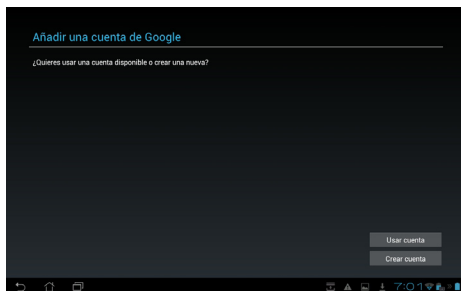 Añadir una cuenta de Google
¿Quieres usar una cuenta disponible o crear una nueva?
Usar cuenta
Crear cuenta
7:01